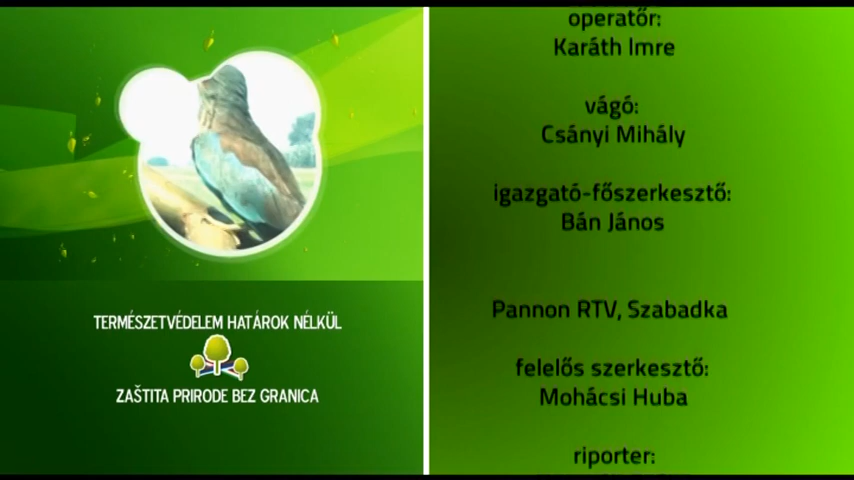 TERMÉSZETVÉDELEM HATÁROK NÉLKÜL
ZAŠTITA PRIRODE BEZ GRANICA
operatőr:
Karáth Imre
vágó:
Csányi Mihály
igazgató-főszerkesztő:
Bán János
Pannon RTV, Szabadka
felelős szerkesztő:
Mohácsi Huba
riporter: